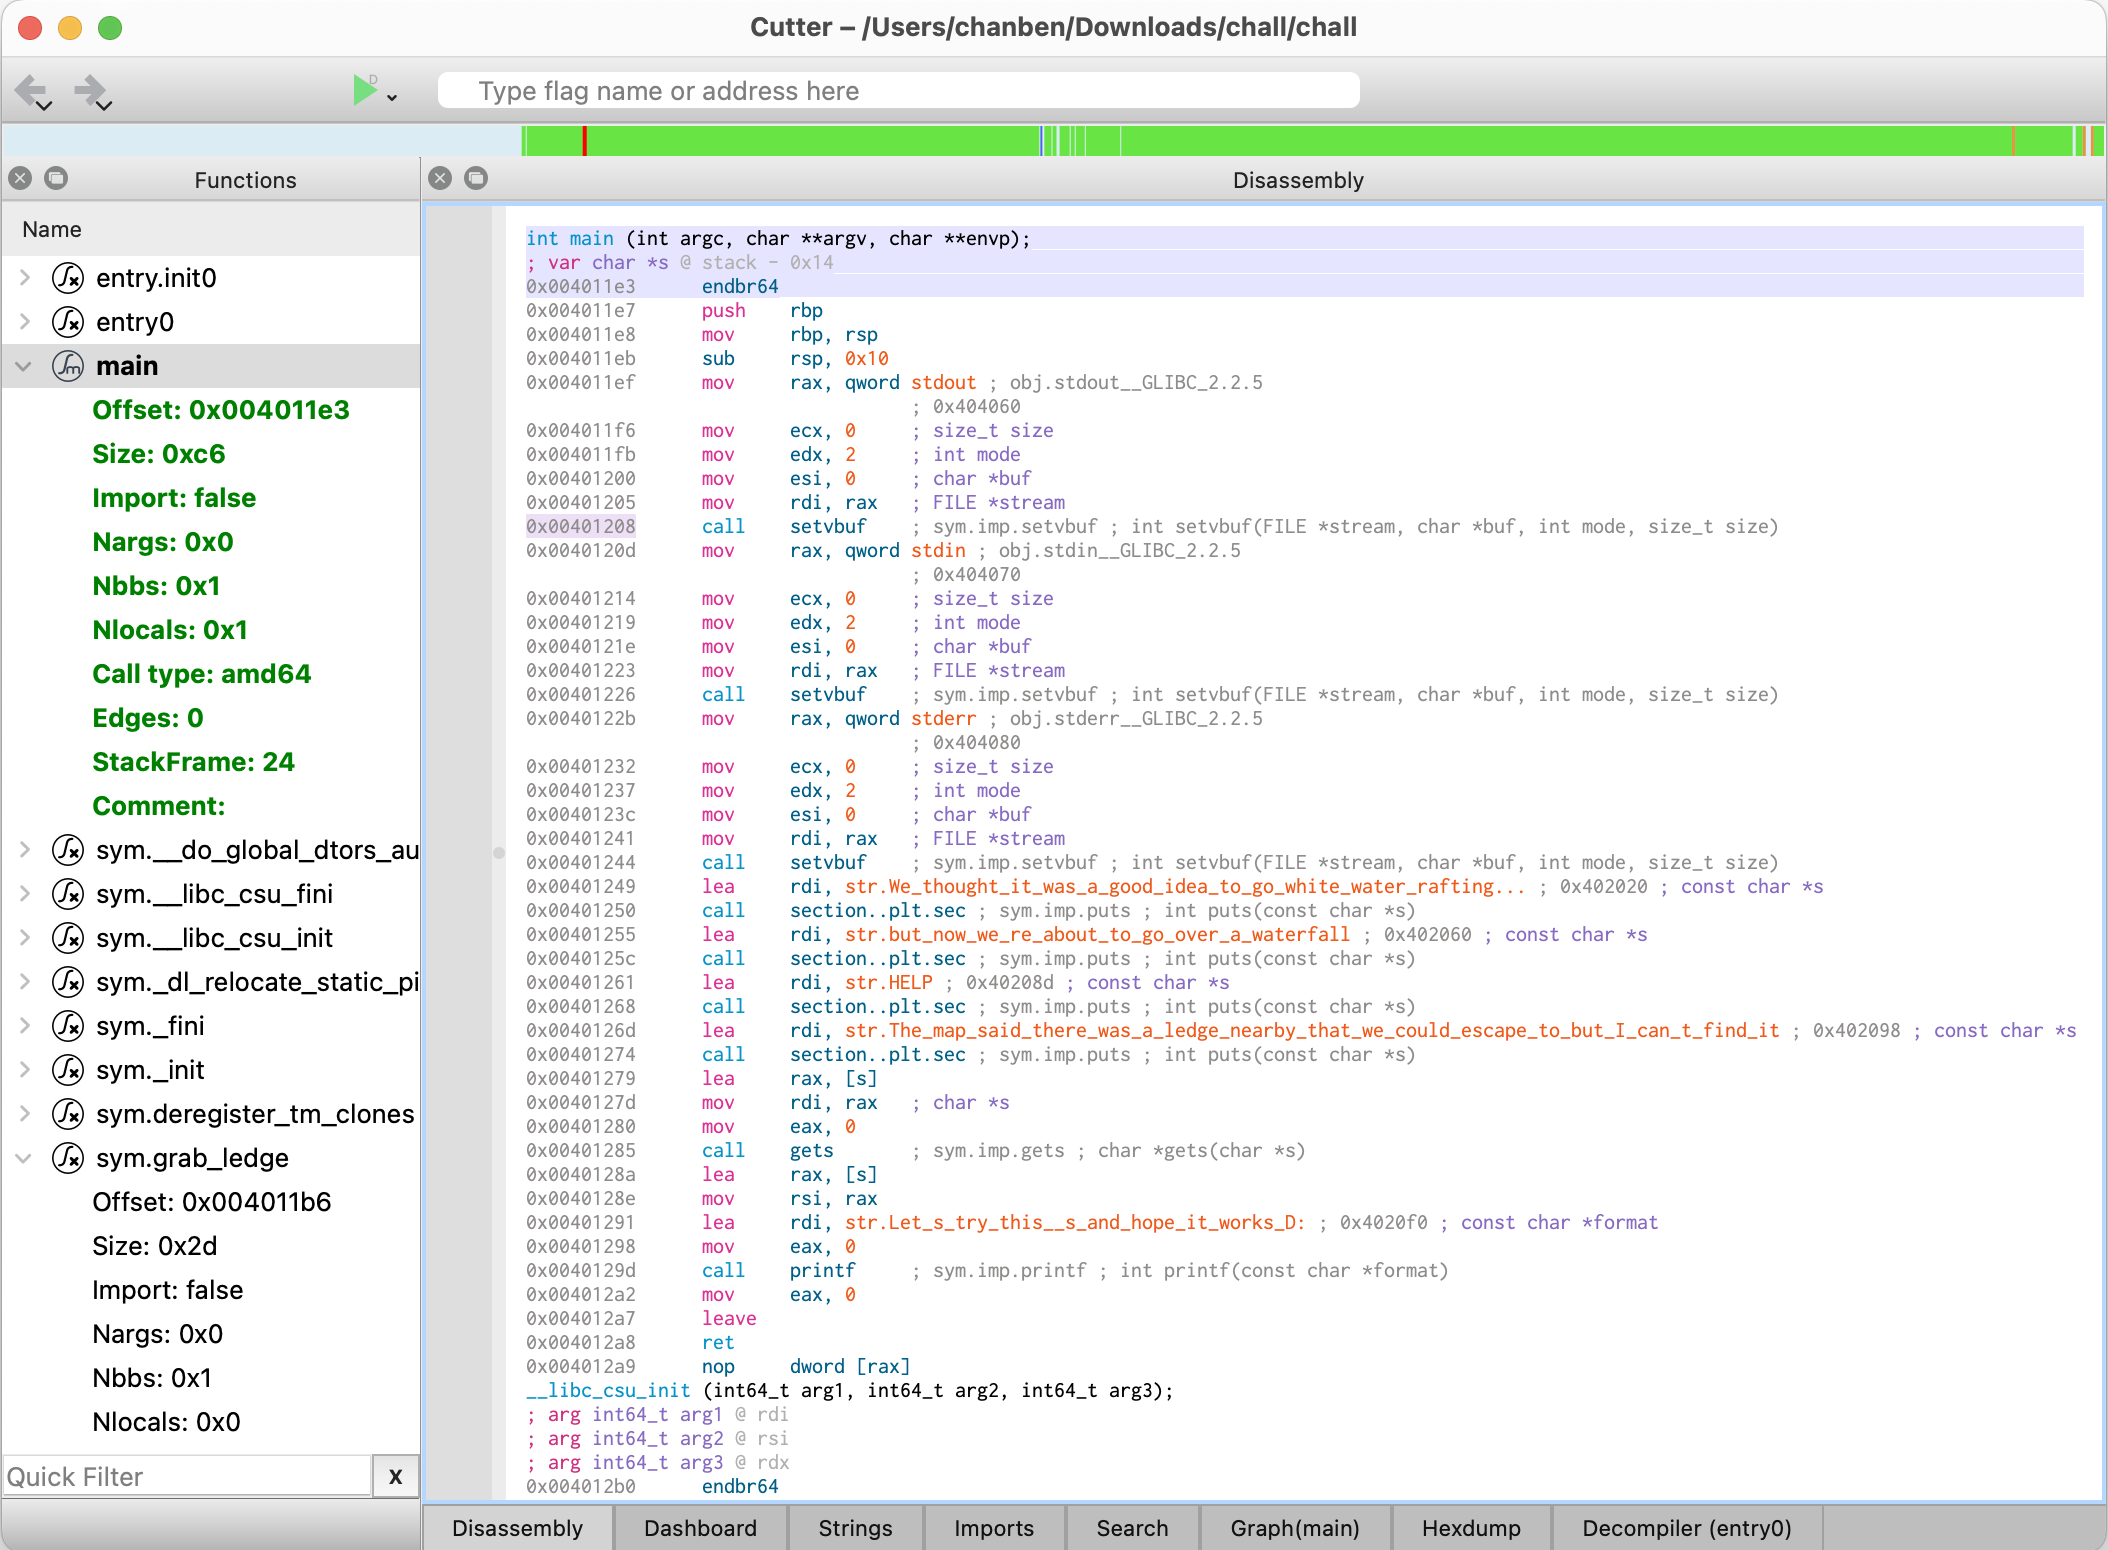 Cutter – /Users/chanben/Downloads/chall/chall
D
Type flag name or address here
Functions
Name
entry.init0
entry0
main
Offset: 0x004011e3
Size: 0xc6
Import: false
Nargs: 0x0
Nbbs: 0x1
Nlocals: 0x1
Call type: amd64
Edges: 0
StackFrame: 24
Comment:
sym.__do_global_dtors_au
sym.__libc_csu_fini
sym.__libc_csu_init
sym._dl_relocate_static_pi
sym._fini
sym._init
sym.deregister_tm_clones
sym.grab_ledge
Offset: 0x004011b6
Size: 0x2d
Import: false
Nargs: 0x0
Nbbs: 0x1
Nlocals: 0x0
Quick Filter
X
Disassembly
int main (int argc, char **argv, char **envp);
; var char *s @ stack - 0x14
0x004011e3 endbr64
0x004011e7 push rbp
0x004011e8 mov rbp, rsp
0x004011eb sub rsp, 0x10
0x004011ef mov rax, qword stdout ; obj.stdout__GLIBC_2.2.5
; 0x404060
0x004011f6 mov ecx, 0 ; size_t size
0x004011fb mov edx, 2 ; int mode
0x00401200 mov esi, 0 ; char *buf
0x00401205 mov rdi, rax ; FILE *stream
0x00401208 call setvbuf ; sym.imp.setvbuf ; int setvbuf(FILE *stream, char *buf, int mode, size_t size)
0x0040120d mov rax, qword stdin ; obj.stdin__GLIBC_2.2.5
; 0x404070
0x00401214 mov ecx, 0 ; size_t size
0x00401219 mov edx, 2 ; int mode
0x0040121e mov esi, 0 ; char *buf
0x00401223 mov rdi, rax ; FILE *stream
0x00401226 call setvbuf ; sym.imp.setvbuf ; int setvbuf(FILE *stream, char *buf, int mode, size_t size)
0x0040122b mov rax, qword stderr ; obj.stderr__GLIBC_2.2.5
; 0x404080
0x00401232 mov ecx, 0 ; size_t size
0x00401237 mov edx, 2 ; int mode
0x0040123c mov esi, 0 ; char *buf
0x00401241 mov rdi, rax ; FILE *stream
0x00401244 call setvbuf ; sym.imp.setvbuf ; int setvbuf(FILE *stream, char *buf, int mode, size_t size)
0x00401249 lea rdi, str.We_thought_it_was_a_good_idea_to_go_white_water_rafting... ; 0x402020 ; const char *s
0x00401250 call section..plt.sec ; sym.imp.puts ; int puts(const char *s)
0x00401255 lea rdi, str.but_now_we_re_about_to_go_over_a_waterfall ; 0x402060 ; const char *s
0x0040125c call section..plt.sec ; sym.imp.puts ; int puts(const char *s)
0x00401261 lea rdi, str.HELP ; 0x40208d ; const char *s
0x00401268 call section..plt.sec ; sym.imp.puts ; int puts(const char *s)
0x0040126d lea rdi, str.The_map_said_there_was_a_ledge_nearby_that_we_could_escape_to_but_I_can_t_find_it ; 0x402098 ; const char *s
0x00401274 call section..plt.sec ; sym.imp.puts ; int puts(const char *s)
0x00401279 lea rax, [s]
0x0040127d mov rdi, rax ; char *s
0x00401280 mov eax, 0
0x00401285 call gets ; sym.imp.gets ; char *gets(char *s)
0x0040128a lea rax, [s]
0x0040128e mov rsi, rax
0x00401291 lea rdi, str.Let_s_try_this__s_and_hope_it_works_D: ; 0x4020f0 ; const char *format
0x00401298 mov eax, 0
0x0040129d call printf ; sym.imp.printf ; int printf(const char *format)
0x004012a2 mov eax, 0
0x004012a7 leave
0x004012a8 ret
0x004012a9 nop dword [rax]
__libc_csu_init (int64_t arg1, int64_t arg2, int64_t arg3);
; arg int64_t arg1 @ rdi
; arg int64_t arg2 @ rsi
; arg int64_t arg3 @ rdx
0x004012b0 endbr64
Disassembly Dashboard Strings Imports Search Graph(main) Hexdump Decompiler (entry0)